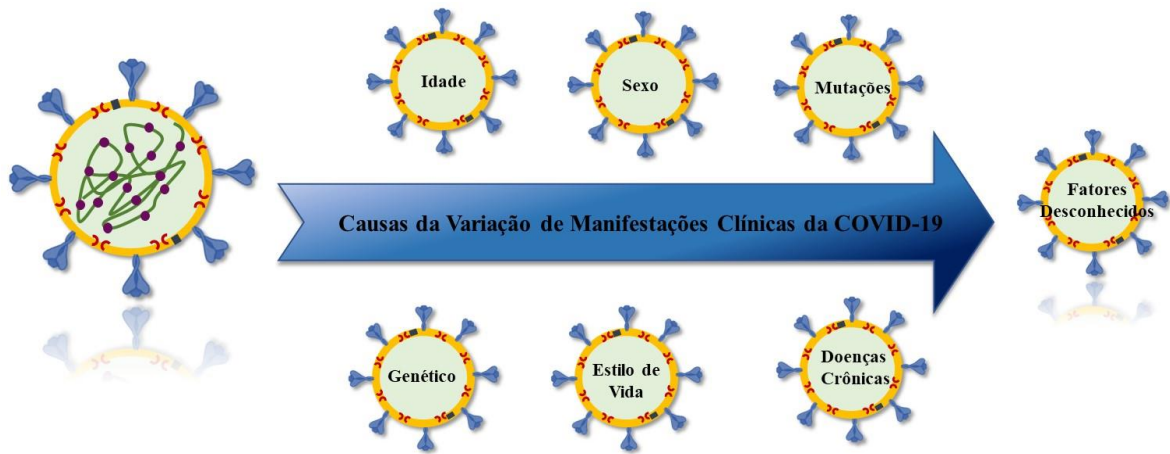 Idade
Sexo
Mutações
Causas da Variação de Manifestações Clínicas da COVID-19
Fatores
Desconhecidos
Genético
Estilo de
Vida
Doenças
Crônicas